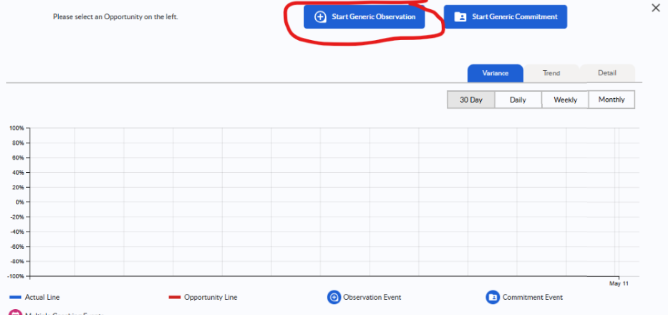 Please select an Opportunity on the left.
Start Generic Observation
Start Generic Commitment
Variance Trend Detail
30 Day Daily Weekly Monthly
100%
80%
60%
40%
20%
0%
-20%
-40%
-60%
-80%
-100%
May 11
Actual Line Opportunity Line Observation Event Commitment Event